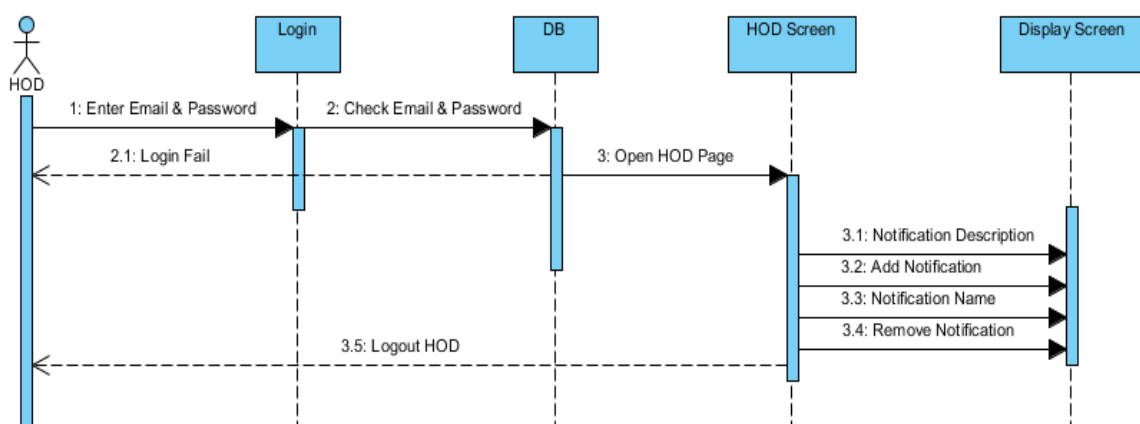 Login
DB
HOD Screen
Display Screen
HOD
1: Enter Email & Password
2: Check Email & Password
2.1: Login Fail
3: Open HOD Page
3.1: Notification Description
3.2: Add Notification
3.3: Notification Name
3.4: Remove Notification
3.5: Logout HOD